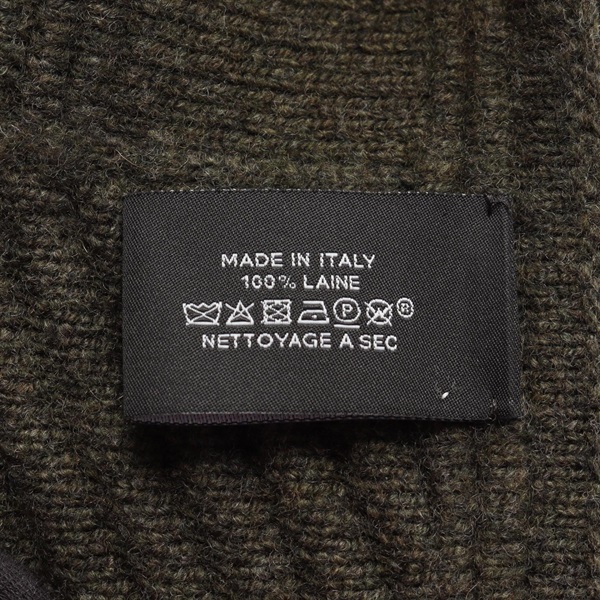 MADE IN ITALY
100% LAINE
P W ®
NETTOYAGE A SEC